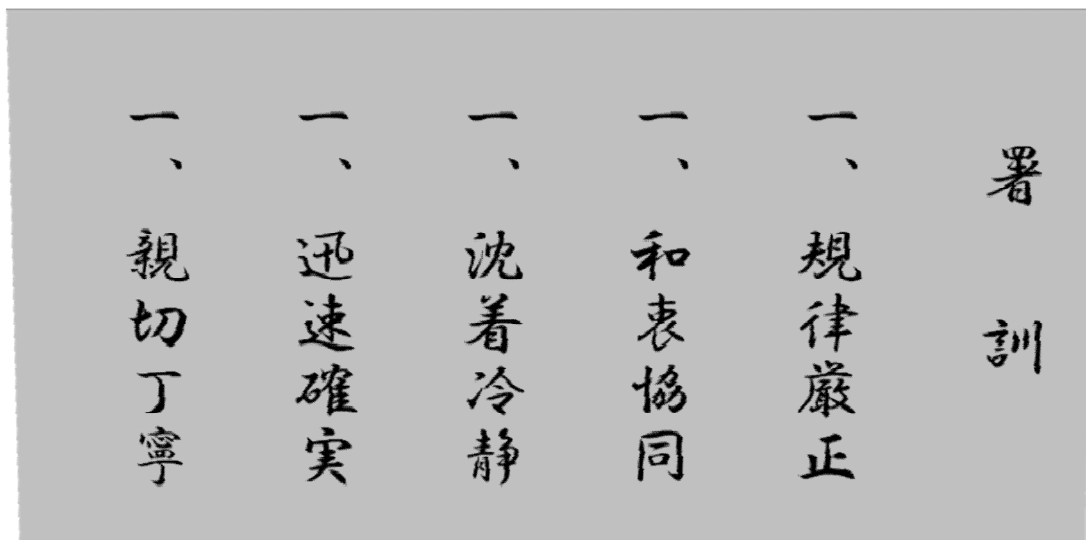 署訓
一、規律厳正
一、和衷協同
一、沈着冷静
一、迅速確実
一、親切丁寧